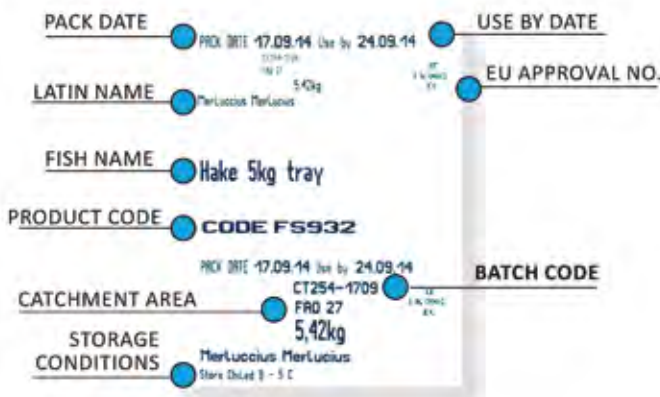 PACK DATE
USE BY DATE
PACK DATE 17.09.14 Use by 24.09.14
EU APPROVAL NO.
5,42kg
LATIN NAME
Merluccius Merlucius
FISH NAME
Hake 5kg tray
PRODUCT CODE
CODE FS932
PACK DATE 17.09.14 Use by 24.09.14
BATCH CODE
CT254-1709
CATCHMENT AREA
FAO 27
5,42kg
STORAGE
CONDITIONS
Merluccius Merlucius
Store Chilled 0 - 5 C